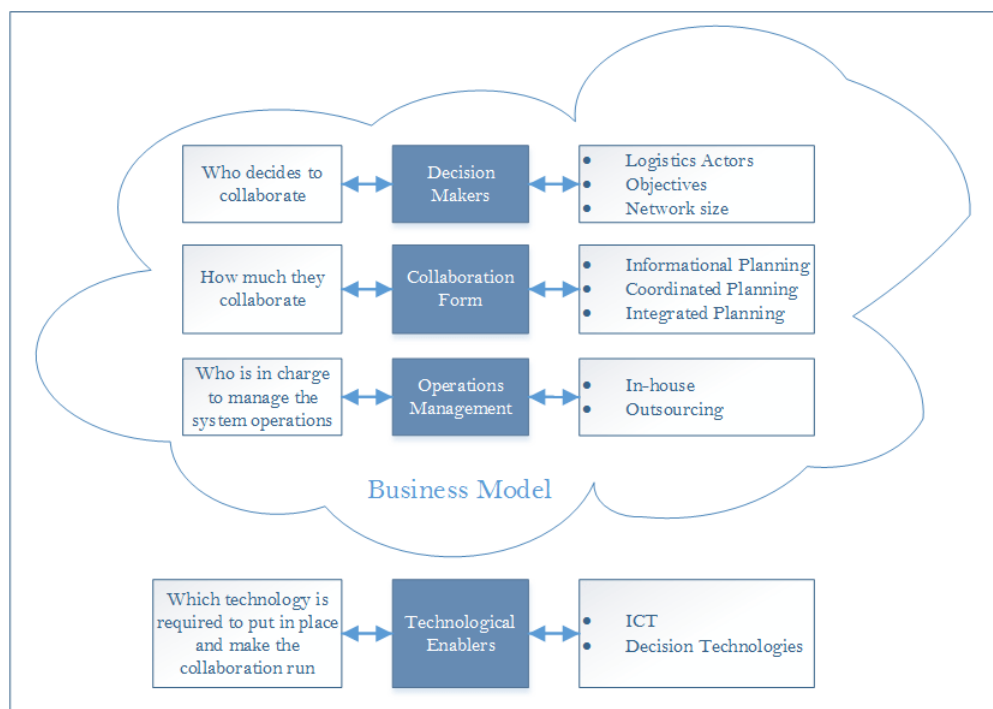 Who decides to
collaborate
Decision
Makers
• Logistics Actors
• Objectives
• Network size
How much they
collaborate
Collaboration
Form
• Informational Planning
• Coordinated Planning
• Integrated Planning
Who is in charge
to manage the
system operations
Operations
Management
• In-house
• Outsourcing
Business Model
Which technology is
required to put in place
and make the
collaboration run
Technological
Enablers
• ICT
• Decision Technologies